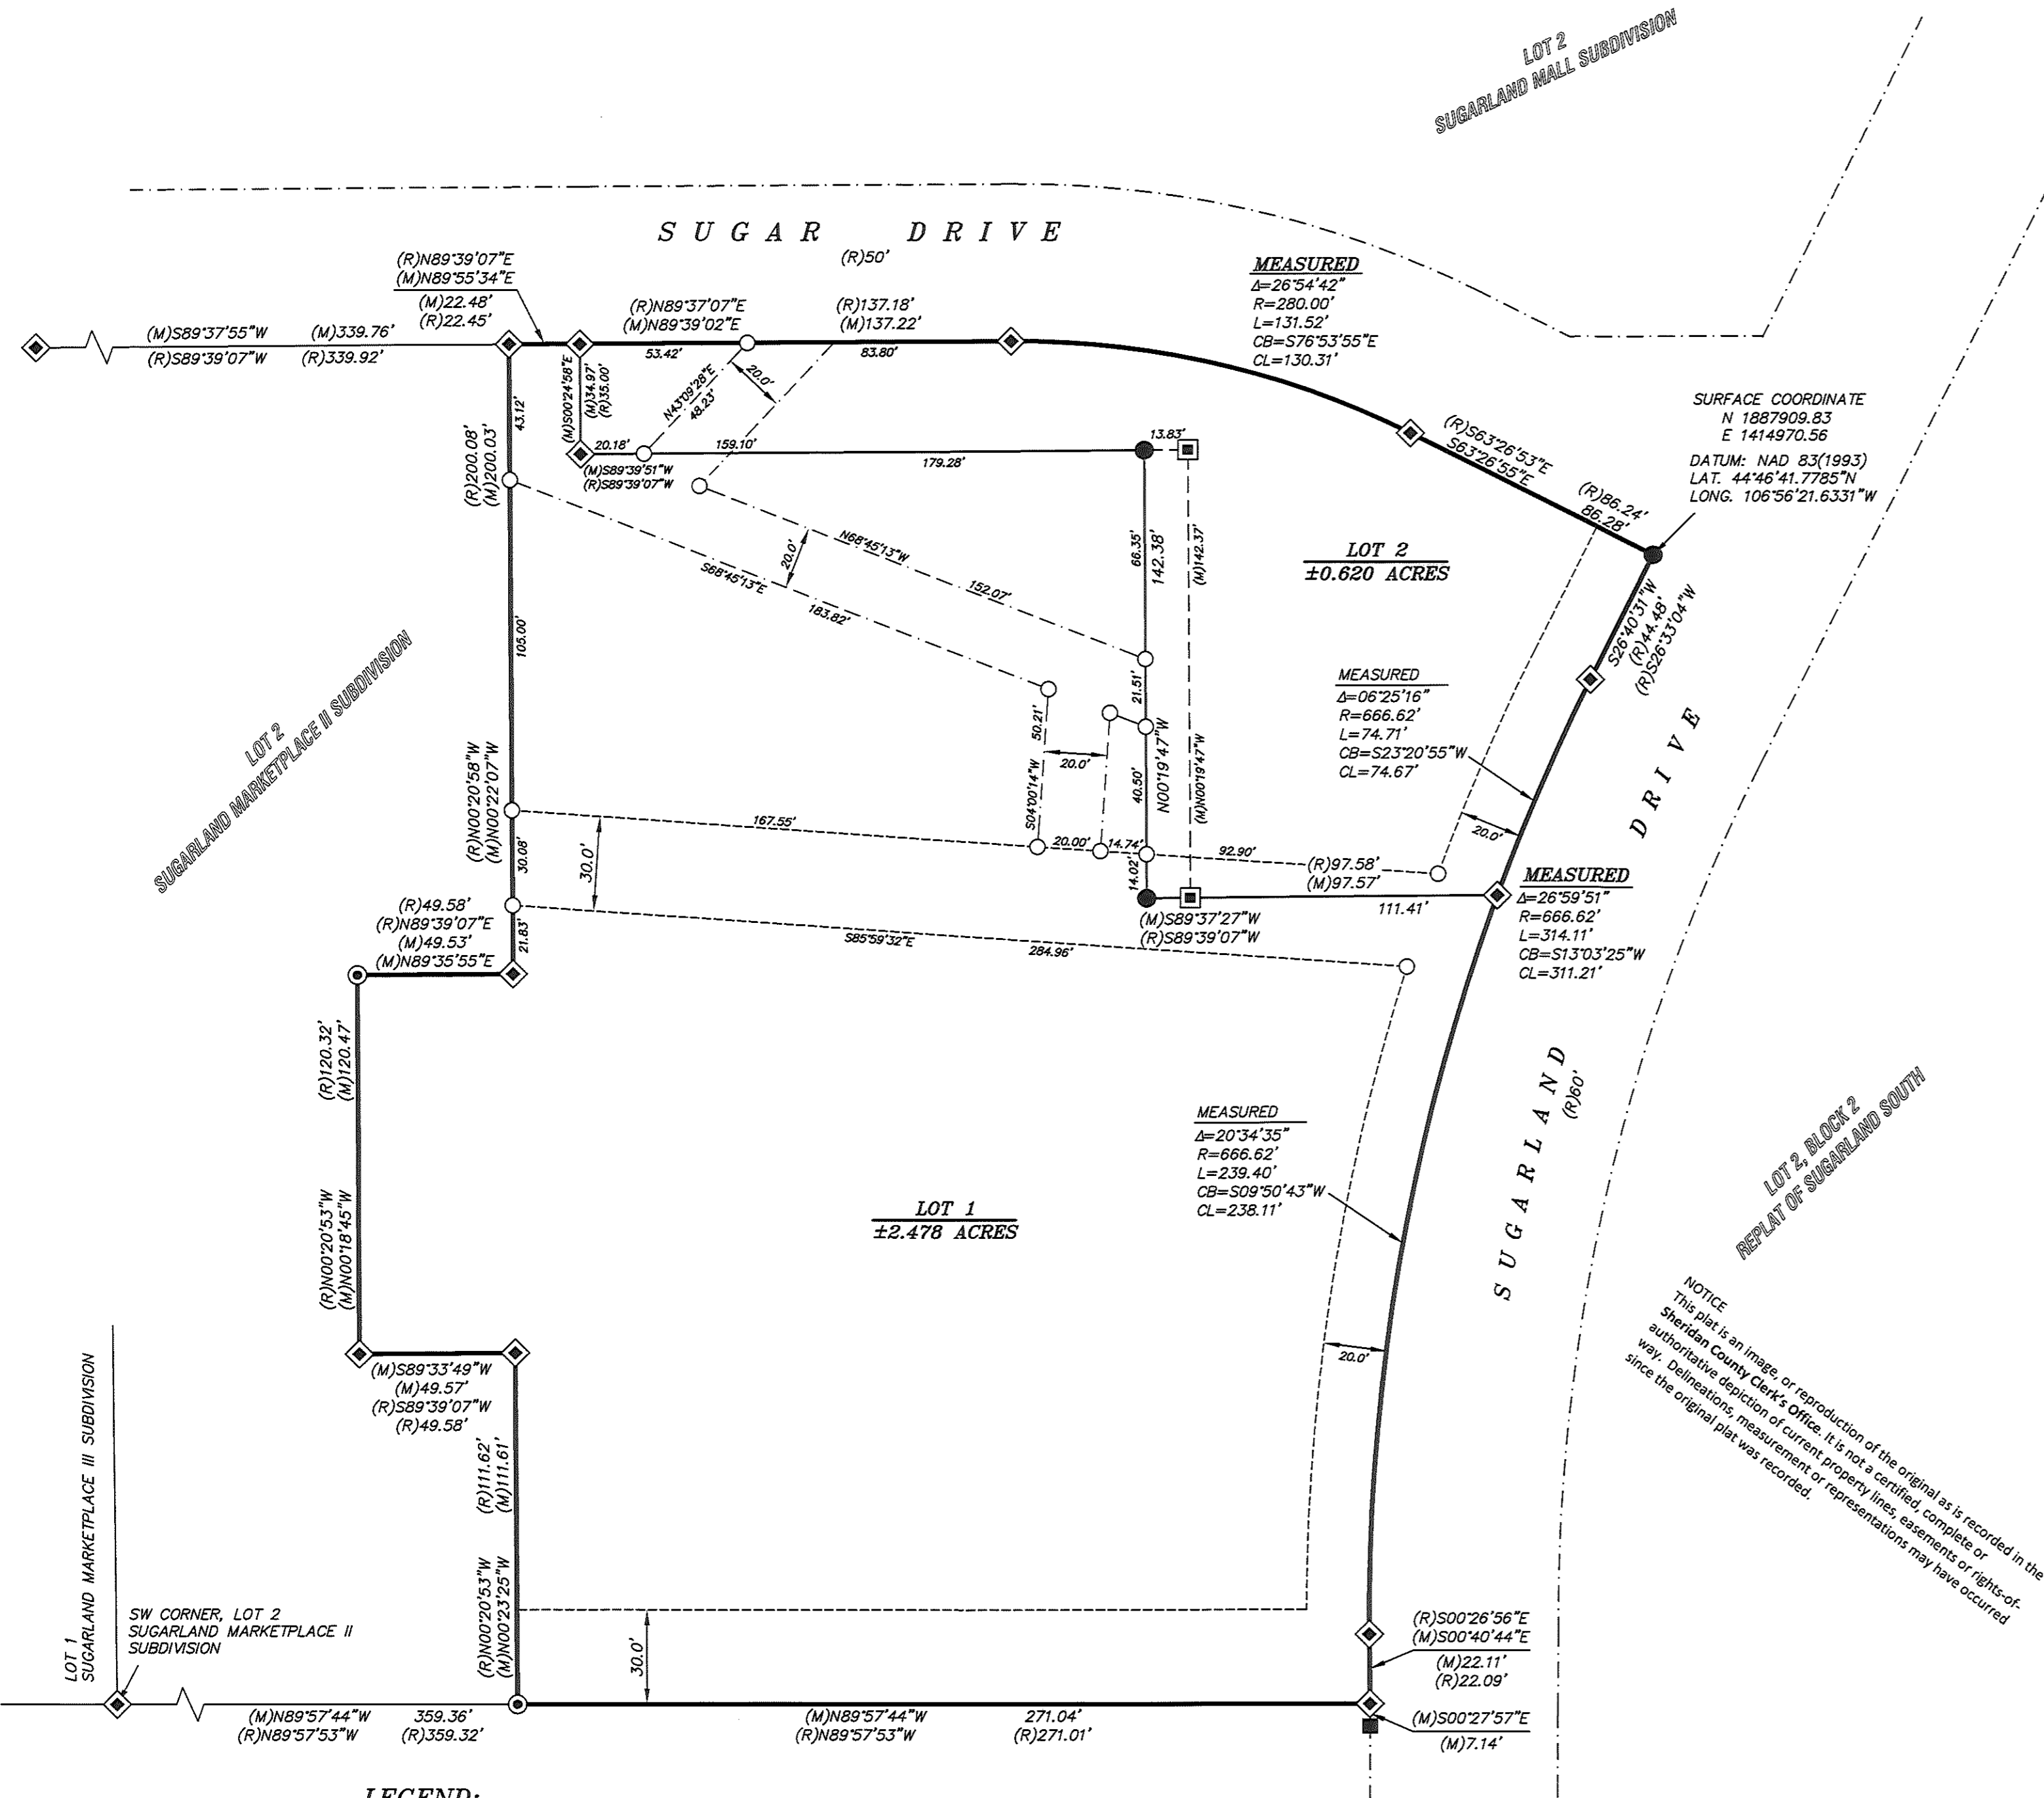 LOT 2
SUGARLAND MALL SUBDIVISION
SUGAR DRIVE
(R)50'
(R)N89°39'07"E
(M)N89°55'34"E
(M)22.48'
(R)22.45'
(M)S89°37'55"W (M)339.76'
(R)S89°39'07"W (R)339.92'
(R)N89°37'07"E (R)137.18'
(M)N89°39'02"E (M)137.22'
53.42'
83.80'
MEASURED
Δ=26°54'42"
R=280.00'
L=131.52'
CB=S76°53'55"E
CL=130.31'
(R)S63°26'53"E
S63°26'55"E
(R)86.24'
86.28'
SURFACE COORDINATE
N 1887909.83
E 1414970.56
DATUM: NAD 83(1993)
LAT. 44°46'41.7785"N
LONG. 106°56'21.6331"W
43.12'
(M)S00°24'58"E
(M)34.97'
(R)35.00'
N43°09'28"E
48.23'
20.0'
20.18'
159.10'
179.28'
13.83'
(M)S89°39'51"W
(R)S89°39'07"W
(R)200.08'
(M)200.03'
N68°45'13"W
152.07'
20.0'
S68°45'13"E
183.82'
66.35'
142.38'
(M)142.37'
LOT 2
±0.620 ACRES
S26°40'31"W
(R)44.48'
(R)S26°33'04"W
105.00'
LOT 2
SUGARLAND MARKETPLACE II SUBDIVISION
MEASURED
Δ=06°25'16"
R=666.62'
L=74.71'
CB=S23°20'55"W
CL=74.67'
21.51'
50.21'
20.0'
S04°00'14"W
40.50'
N00°19'47"W
(M)N00°19'47"W
(R)N00°20'58"W
(M)N00°22'07"W
167.55'
20.00'
14.74'
92.90'
20.0'
30.08'
30.0'
14.02'
(R)97.58'
(M)97.57'
111.41'
(M)S89°37'27"W
(R)S89°39'07"W
MEASURED
Δ=26°59'51"
R=666.62'
L=314.11'
CB=S13°03'25"W
CL=311.21'
(R)49.58'
(R)N89°39'07"E
(M)49.53'
(M)N89°35'55"E
21.83'
S85°59'32"E
284.96'
(R)120.32'
(M)120.47'
(R)N00°20'53"W
(M)N00°18'45"W
SUGARLAND DRIVE
(R)60'
MEASURED
Δ=20°34'35"
R=666.62'
L=239.40'
CB=S09°50'43"W
CL=238.11'
LOT 1
±2.478 ACRES
20.0'
LOT 2, BLOCK 2
REPLAT OF SUGARLAND SOUTH
NOTICE
This plat is an image, or reproduction of the original as is recorded in the
Sheridan County Clerk's Office. It is not a certified, complete or
authoritative depiction of current property lines, easements or rights-of-
way. Delineations, measurement or representations may have occurred
since the original plat was recorded.
(M)S89°33'49"W
(M)49.57'
(R)S89°39'07"W
(R)49.58'
(R)111.62'
(M)111.61'
(R)N00°20'53"W
(M)N00°23'25"W
LOT 1
SUGARLAND MARKETPLACE III SUBDIVISION
SW CORNER, LOT 2
SUGARLAND MARKETPLACE II
SUBDIVISION
30.0'
(R)S00°26'56"E
(M)S00°40'44"E
(M)22.11'
(R)22.09'
(M)N89°57'44"W 359.36'
(R)N89°57'53"W (R)359.32'
(M)N89°57'44"W 271.04'
(R)N89°57'53"W (R)271.01'
(M)S00°27'57"E
(M)7.14'
LEGEND: